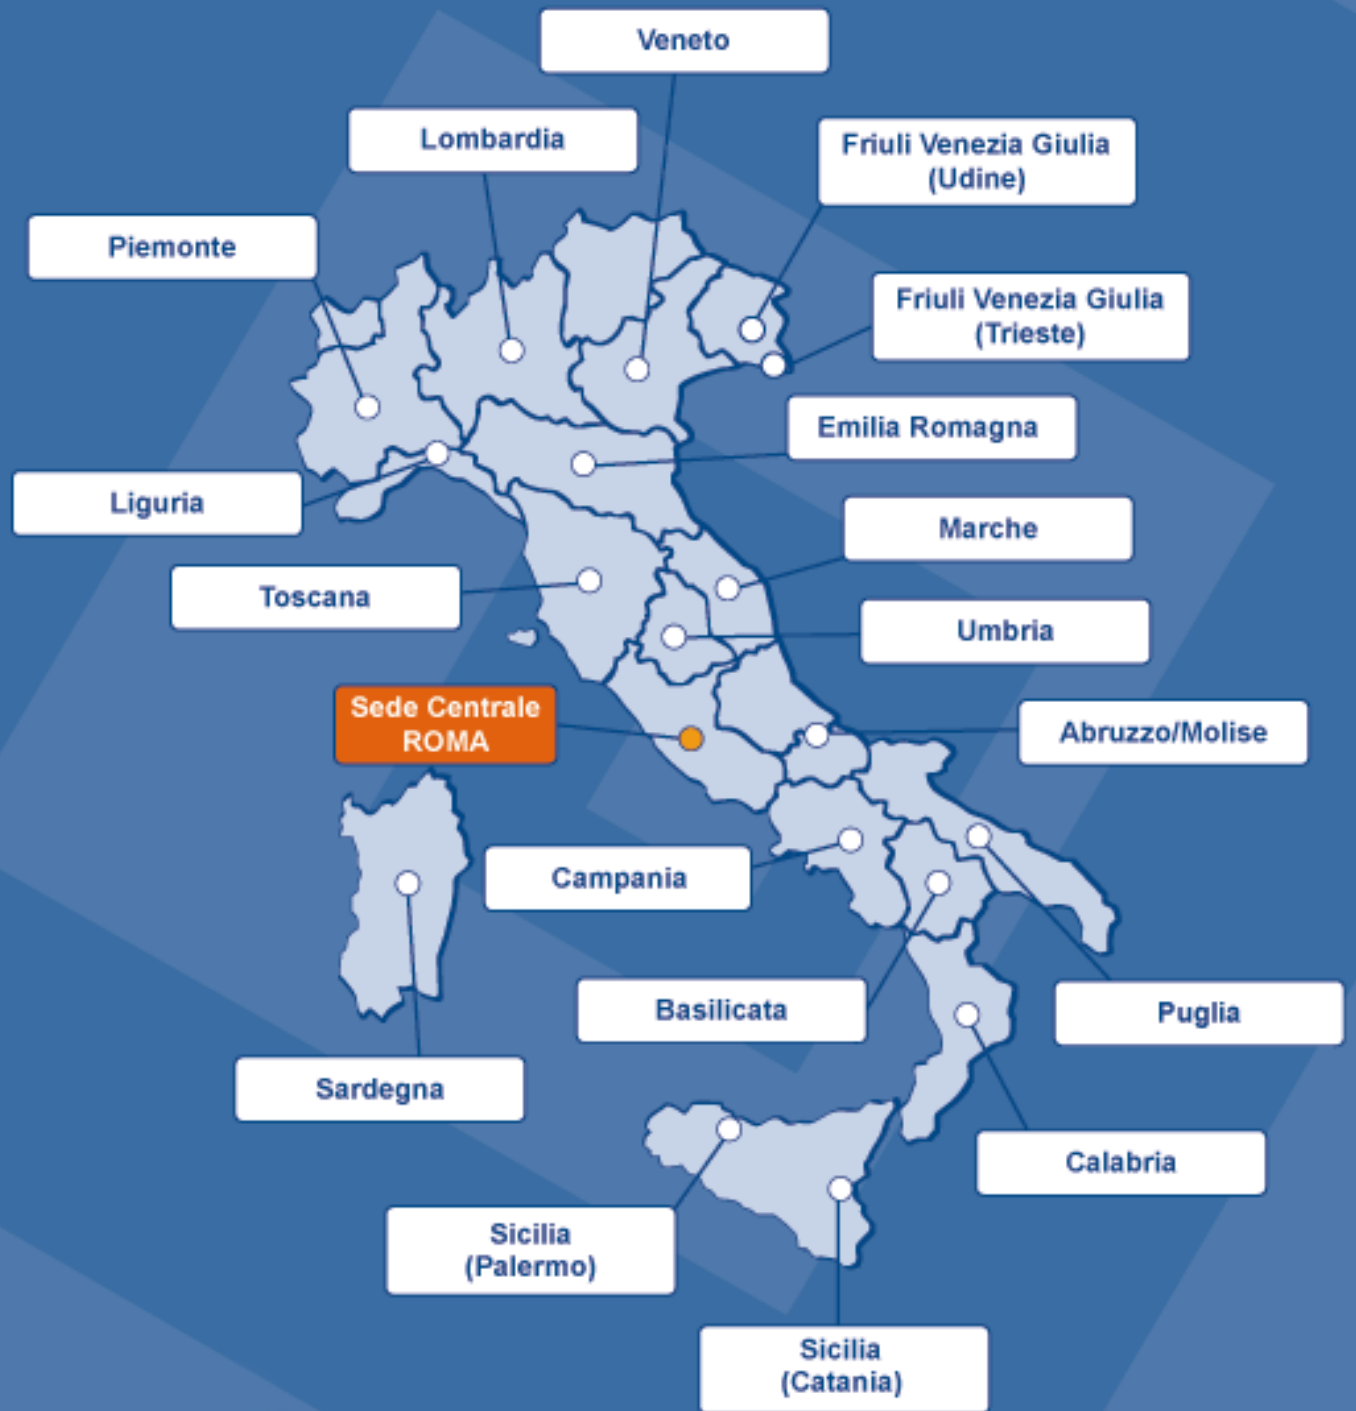 Veneto
Lombardia
Friuli Venezia Giulia
(Udine)
Piemonte
Friuli Venezia Giulia
(Trieste)
Emilia Romagna
Liguria
Marche
Toscana
Umbria
Sede Centrale
ROMA
Abruzzo/Molise
Campania
Basilicata
Puglia
Sardegna
Calabria
Sicilia
(Palermo)
Sicilia
(Catania)